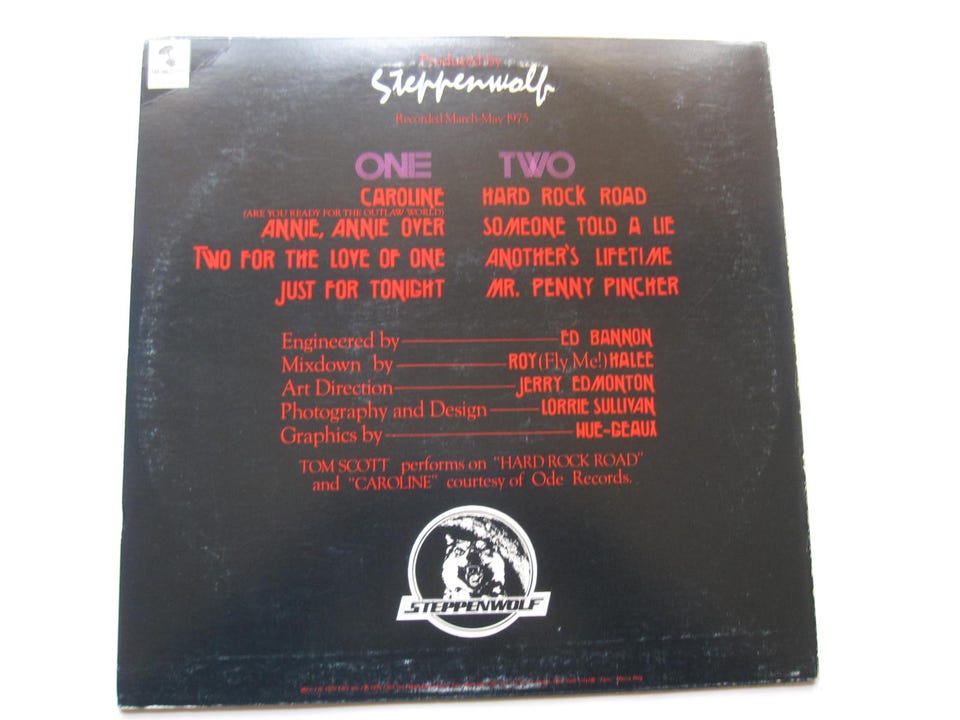 Produced by
Steppenwolf
Recorded March-May 1975
ONE
CAROLINE
(ARE YOU READY FOR THE OUTLAW WORLD)
ANNIE, ANNIE OVER
TWO FOR THE LOVE OF ONE
JUST FOR TONIGHT
TWO
HARD ROCK ROAD
SOMEONE TOLD A LIE
ANOTHER'S LIFETIME
MR. PENNY PINCHER
Engineered by ED BANNON
Mixdown by ROY (Fly Me!) HALEE
Art Direction JERRY EDMONTON
Photography and Design LORRIE SULLIVAN
Graphics by HUE-GEAUX
TOM SCOTT performs on "HARD ROCK ROAD"
and "CAROLINE" courtesy of Ode Records.
STEPPENWOLF